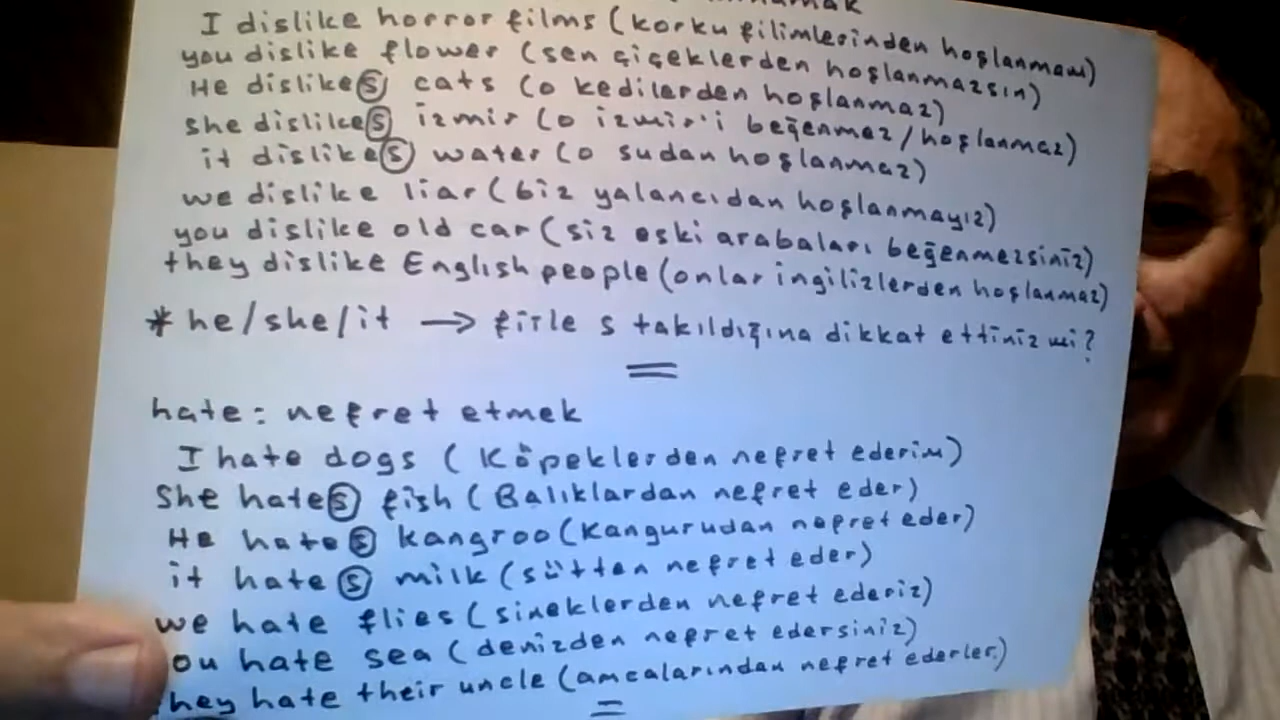 I dislike horror films (korku filimlerinden hoşlanmam)
you dislike flower (sen çiçeklerden hoşlanmazsın)
He dislikes cats (o kedilerden hoşlanmaz)
she dislikes izmir (o izmir'i beğenmez/hoşlanmaz)
it dislikes water (o sudan hoşlanmaz)
we dislike liar (biz yalancıdan hoşlanmayız)
you dislike old car (siz eski arabaları beğenmezsiniz)
they dislike English people (onlar ingilizlerden hoşlanmaz)
* he/she/it → fiile s takıldığına dikkat ettiniz mi?
hate: nefret etmek
I hate dogs (Köpeklerden nefret ederim)
She hates fish (Balıklardan nefret eder)
He hates kangroo (kangurudan nefret eder)
it hates milk (sütten nefret eder)
we hate flies (sineklerden nefret ederiz)
ou hate sea (denizden nefret edersiniz)
hey hate their uncle (amcalarından nefret ederler)